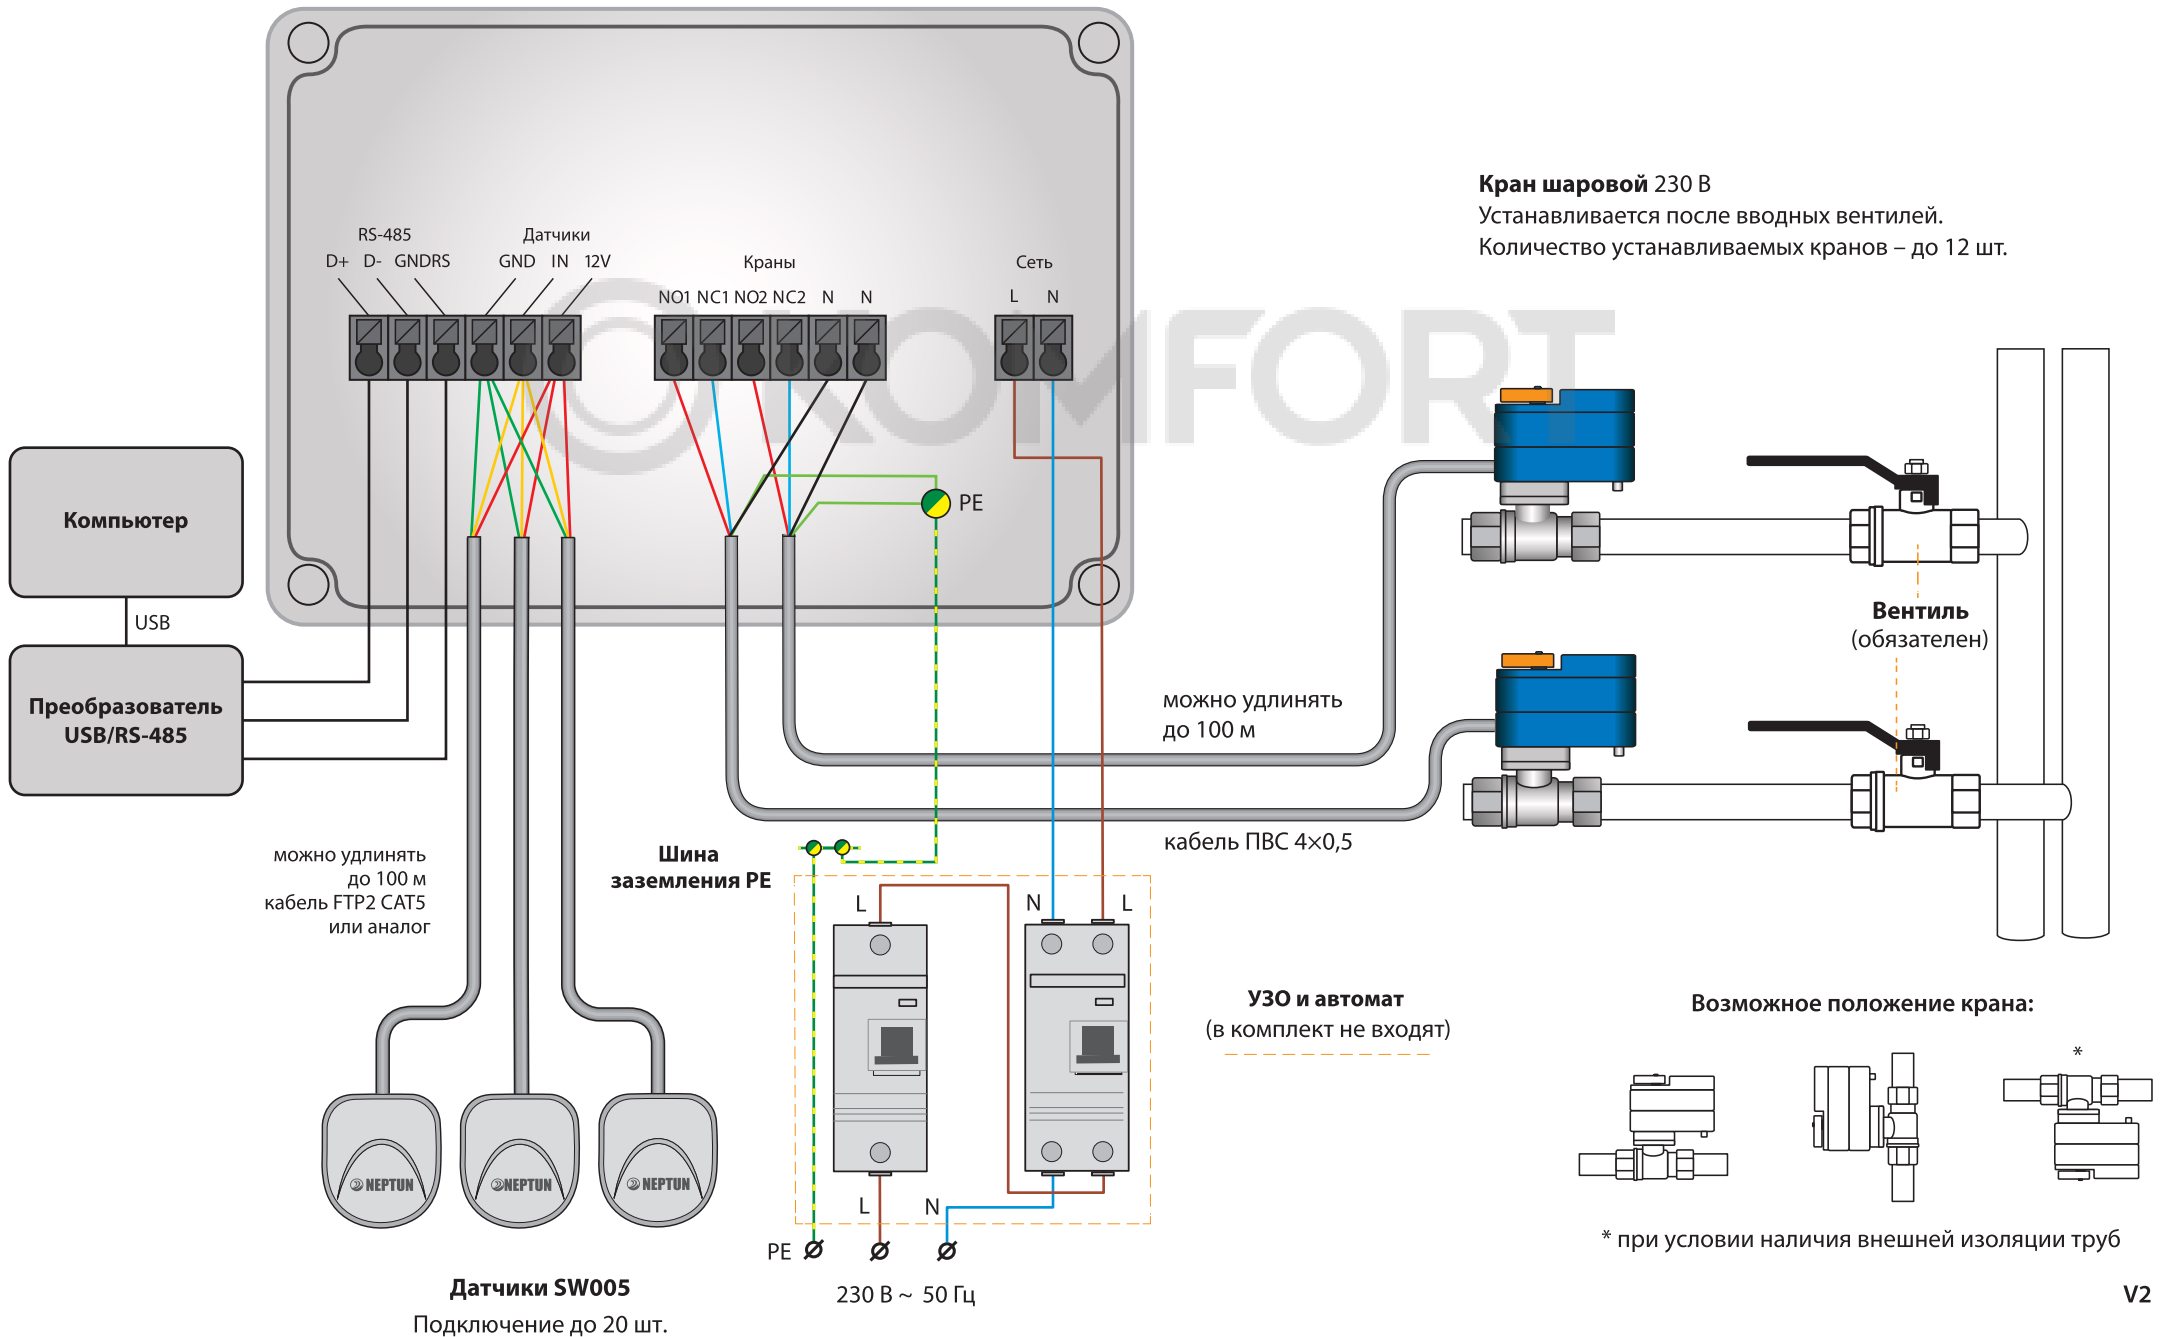 RS-485
Датчики
D+ D- GNDRS GND IN 12V
Краны
NO1 NC1 NO2 NC2 N N
Сеть
L N
KOMFORT
PE
Кран шаровой 230 В
Устанавливается после вводных вентилей.
Количество устанавливаемых кранов – до 12 шт.
Компьютер
USB
Преобразователь
USB/RS-485
Вентиль
(обязателен)
можно удлинять
до 100 м
кабель ПВС 4×0,5
можно удлинять
до 100 м
кабель FTP2 CAT5
или аналог
Шина
заземления PE
L
N
L
УЗО и автомат
(в комплект не входят)
Возможное положение крана:
*
NEPTUN
NEPTUN
NEPTUN
L
N
PE
230 В ~ 50 Гц
* при условии наличия внешней изоляции труб
Датчики SW005
Подключение до 20 шт.
V2